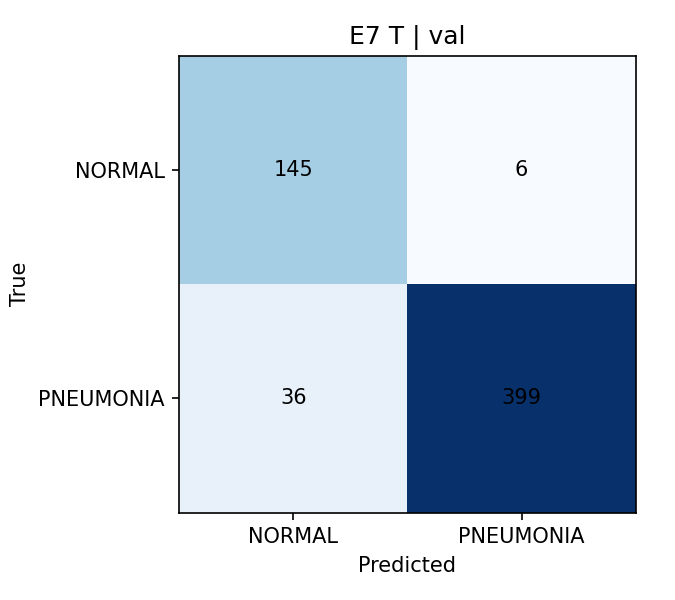 E7 T | val
True
NORMAL
145 6
PNEUMONIA
36 399
NORMAL PNEUMONIA
Predicted